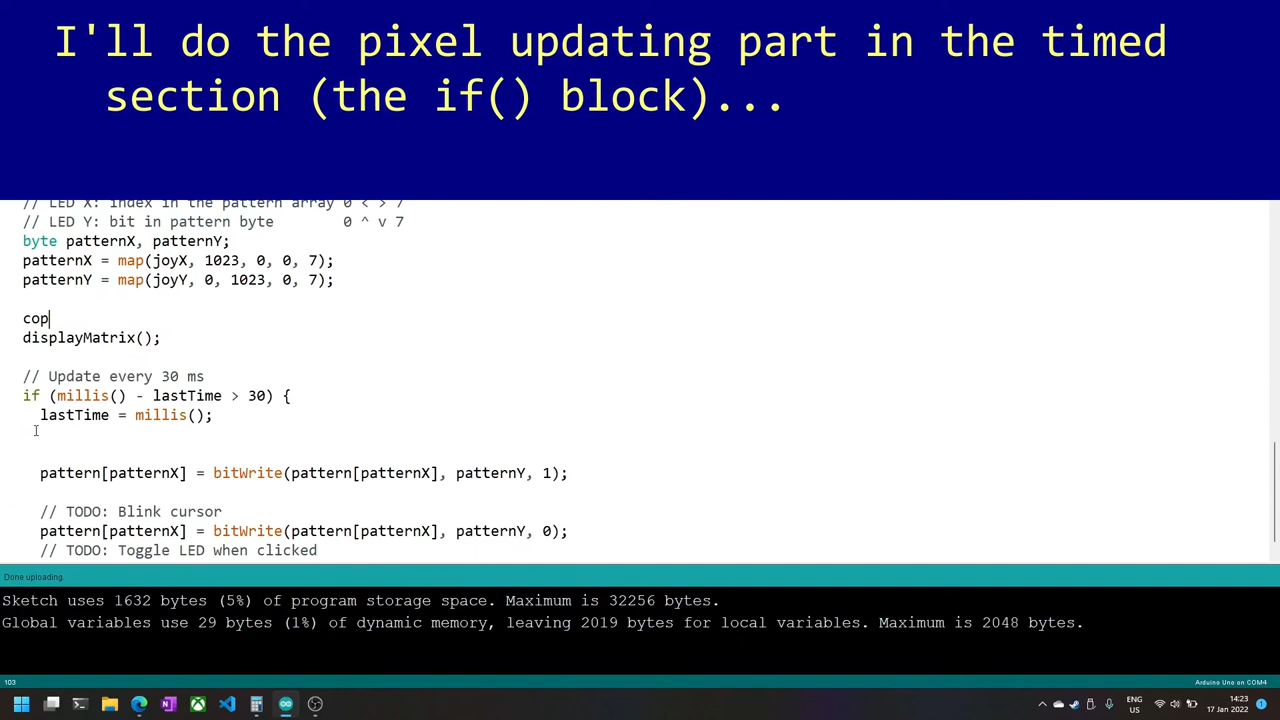 I'll do the pixel updating part in the timed
section (the if() block)...
// LED X: index in the pattern array 0 < > 7
// LED Y: bit in pattern byte        0 ^ v 7
byte patternX, patternY;
patternX = map(joyX, 1023, 0, 0, 7);
patternY = map(joyY, 0, 1023, 0, 7);
cop
displayMatrix();
// Update every 30 ms
if (millis() - lastTime > 30) {
lastTime = millis();
pattern[patternX] = bitWrite(pattern[patternX], patternY, 1);
// TODO: Blink cursor
pattern[patternX] = bitWrite(pattern[patternX], patternY, 0);
// TODO: Toggle LED when clicked
Done uploading.
Sketch uses 1632 bytes (5%) of program storage space. Maximum is 32256 bytes.
Global variables use 29 bytes (1%) of dynamic memory, leaving 2019 bytes for local variables. Maximum is 2048 bytes.
103
Arduino Uno on COM4
ENG
US
14:23
17 Jan 2022
1